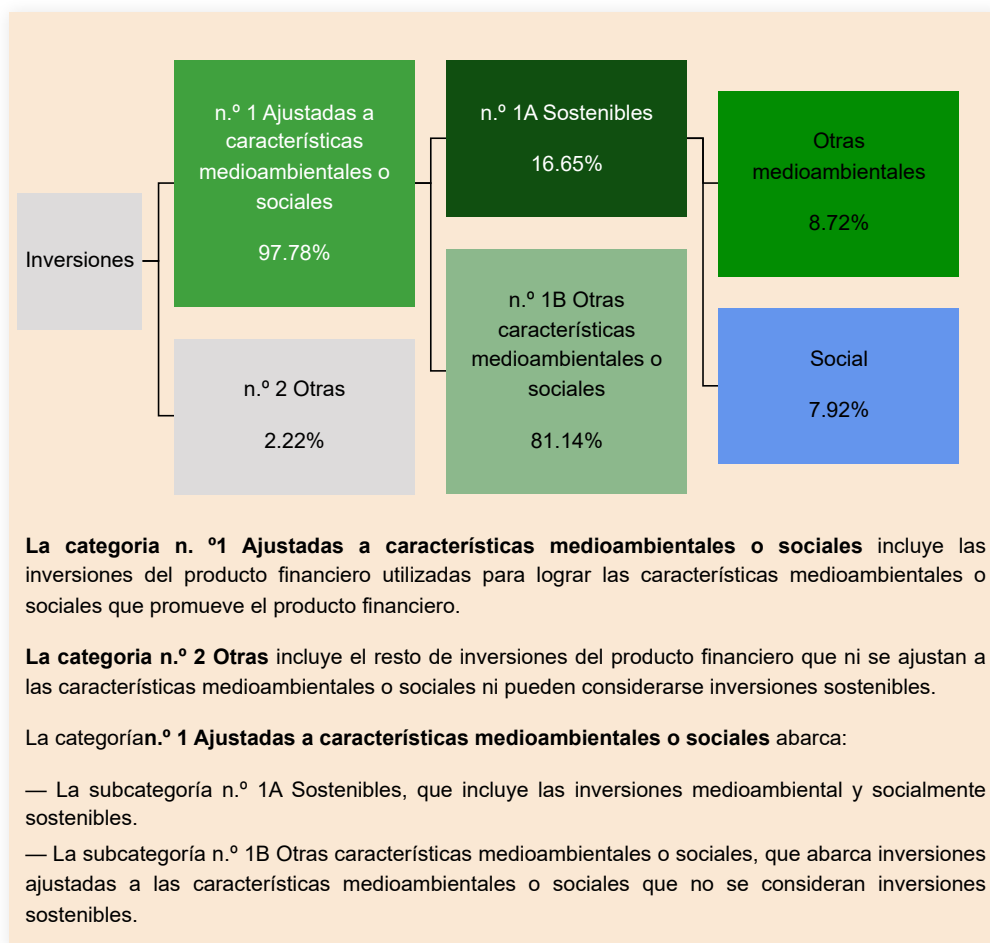 Inversiones
n.º 1 Ajustadas a
características
medioambientales o
sociales
97.78%
n.º 2 Otras
2.22%
n.º 1A Sostenibles
16.65%
n.º 1B Otras
características
medioambientales o
sociales
81.14%
Otras
medioambientales
8.72%
Social
7.92%
La categoria n. º1 Ajustadas a características medioambientales o sociales incluye las
inversiones del producto financiero utilizadas para lograr las características medioambientales o
sociales que promueve el producto financiero.
La categoria n.º 2 Otras incluye el resto de inversiones del producto financiero que ni se ajustan a
las características medioambientales o sociales ni pueden considerarse inversiones sostenibles.
La categorían.º 1 Ajustadas a características medioambientales o sociales abarca:
— La subcategoría n.º 1A Sostenibles, que incluye las inversiones medioambiental y socialmente
sostenibles.
— La subcategoría n.º 1B Otras características medioambientales o sociales, que abarca inversiones
ajustadas a las características medioambientales o sociales que no se consideran inversiones
sostenibles.